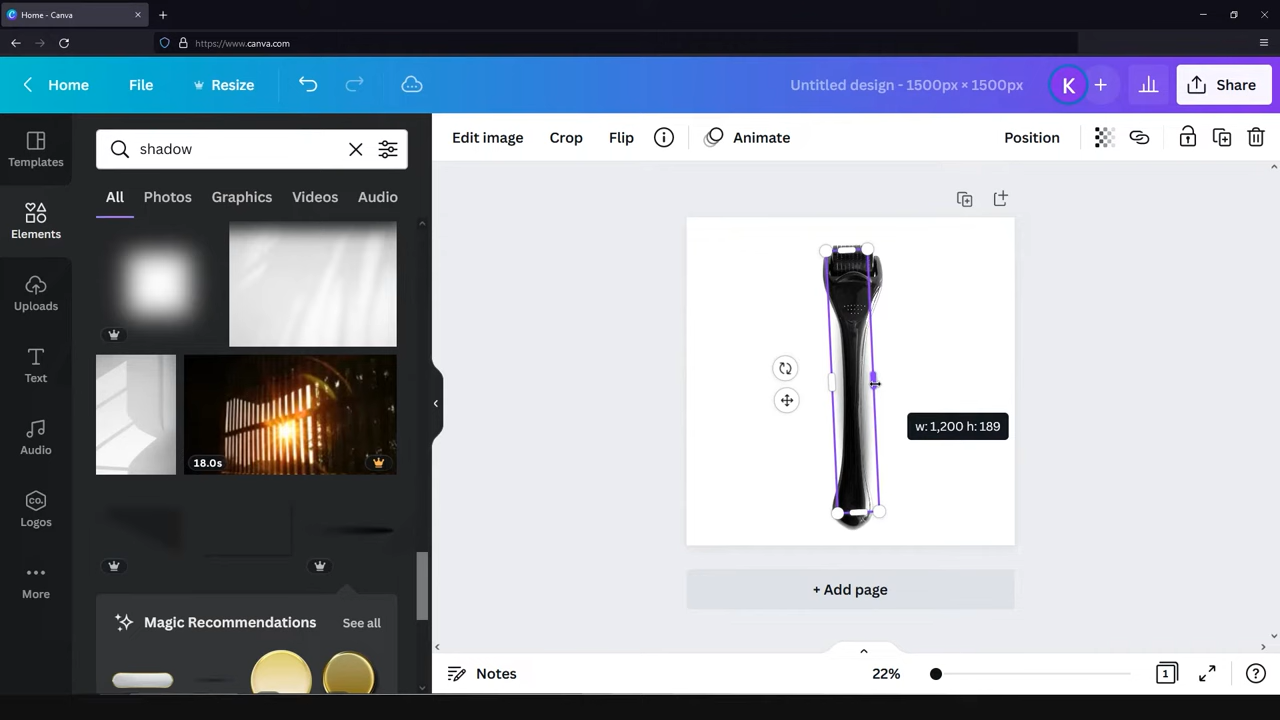 Home - Canva
https://www.canva.com
Home
File
Resize
Untitled design - 1500px × 1500px
K
Share
Templates
Elements
Uploads
Text
Audio
Logos
More
CO.
shadow
All
Photos
Graphics
Videos
Audio
18.0s
Magic Recommendations
See all
Edit image
Crop
Flip
Animate
Position
w: 1,200 h: 189
+ Add page
Notes
22%
1